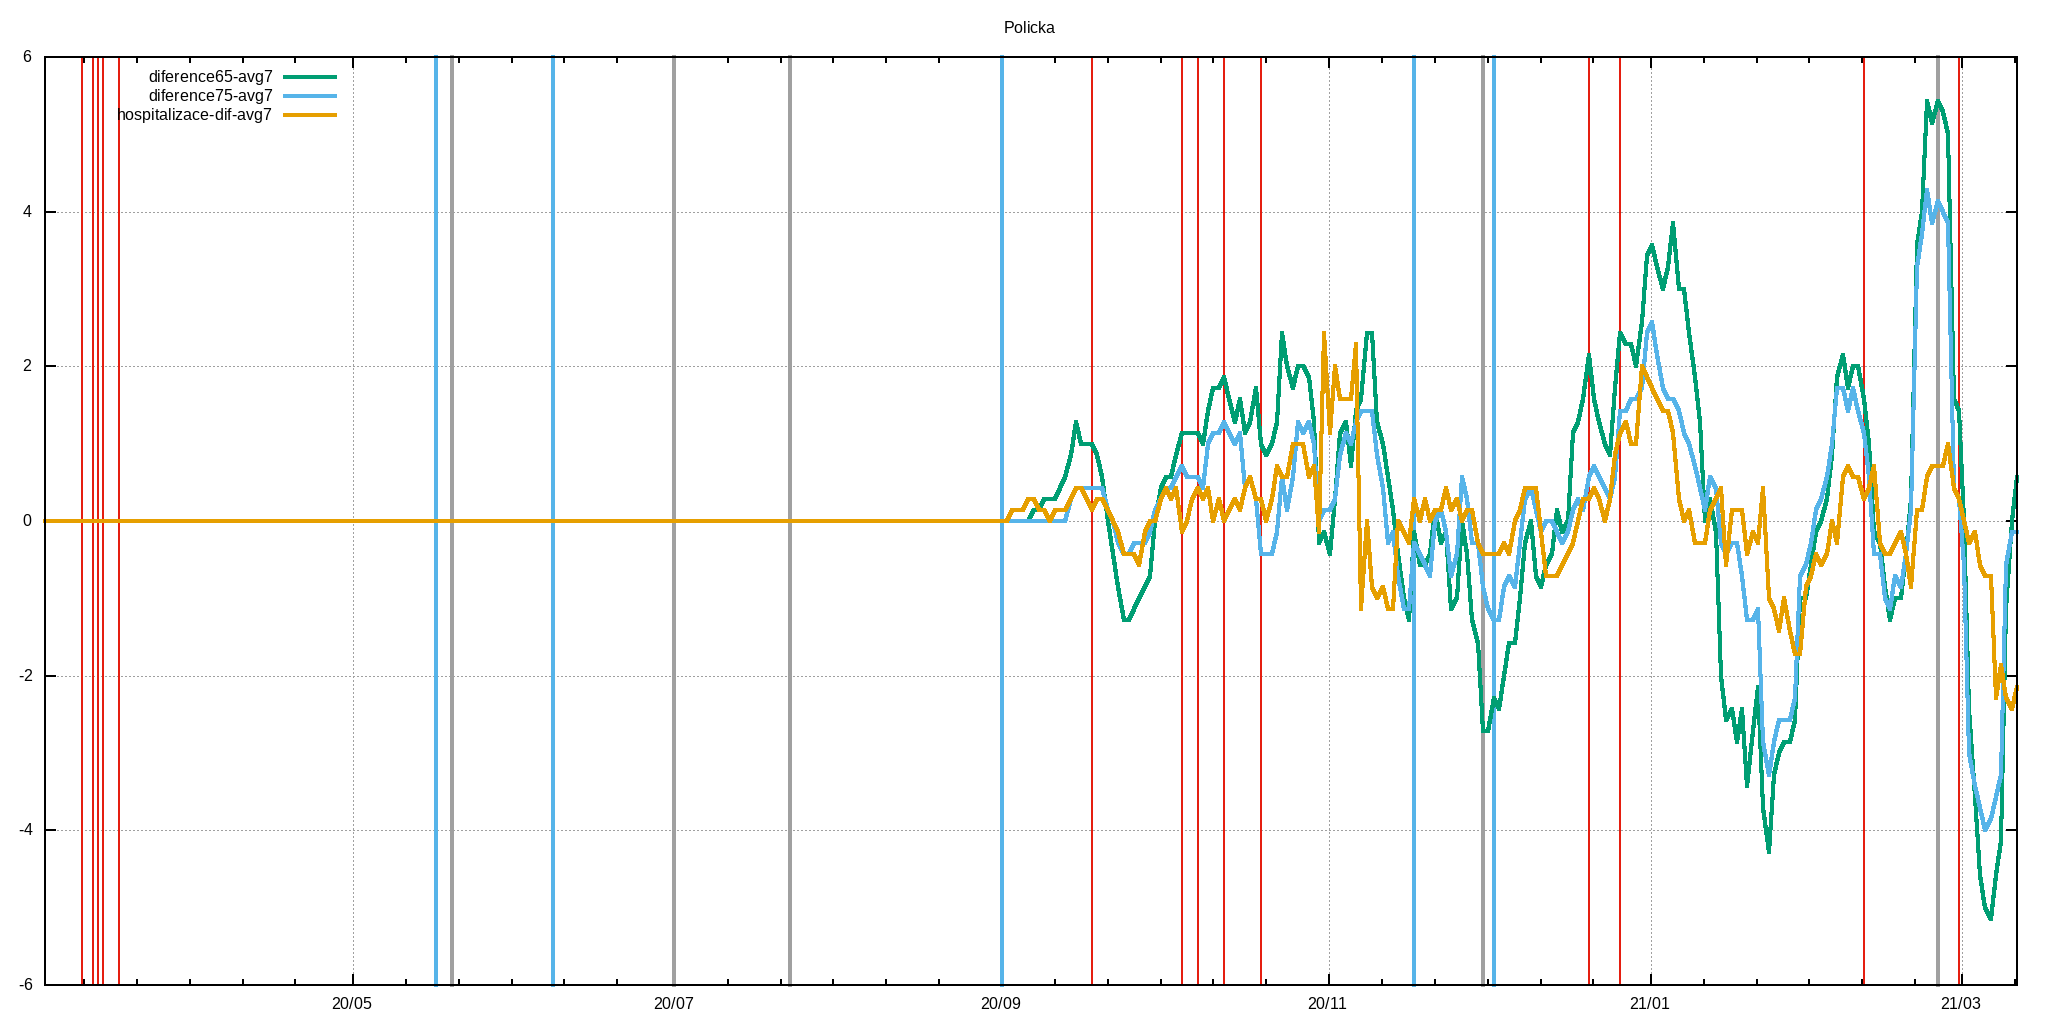 Policka
6
diference65-avg7
diference75-avg7
hospitalizace-dif-avg7
4
2
0
-2
-4
-6
20/05 20/07 20/09 20/11 21/01 21/03